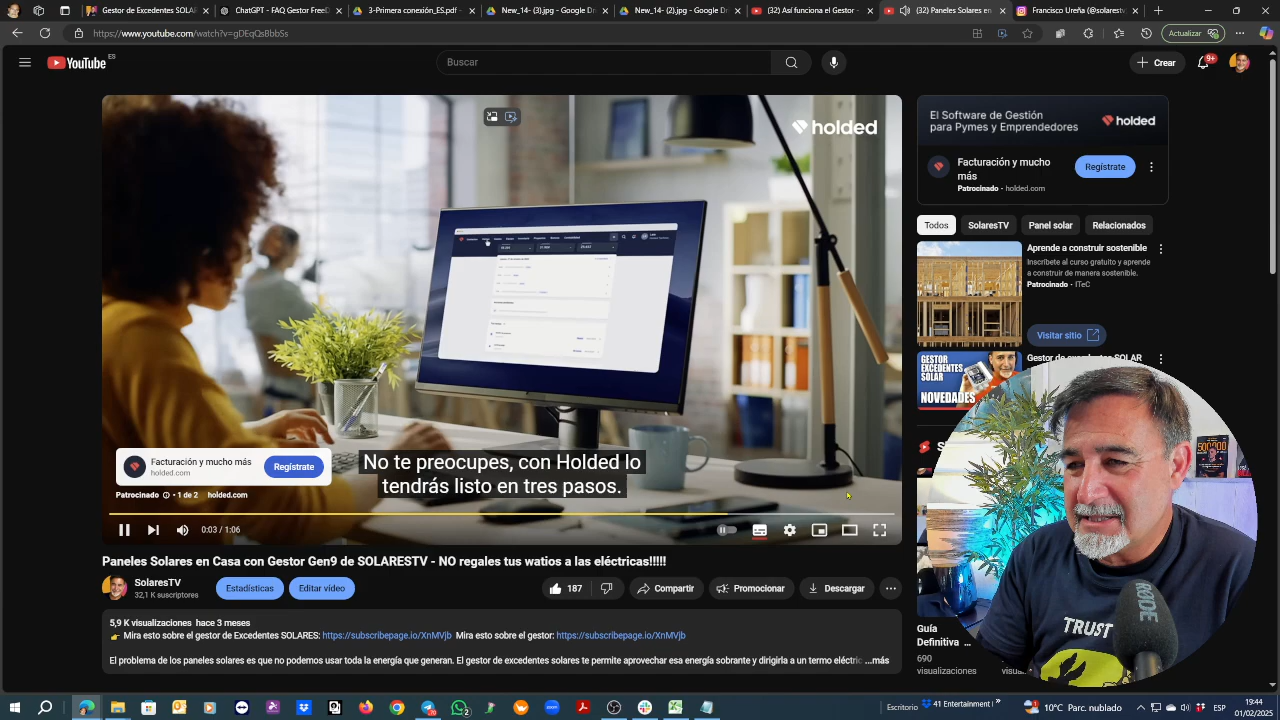 Gestor de Excedentes SOLAR
ChatGPT - FAQ Gestor FreeD
3-Primera conexión_ES.pdf -
New_14- (3).jpg - Google Dr
New_14- (2).jpg - Google Dr
(32) Así funciona el Gestor -
(32) Paneles Solares en
Francisco Ureña (@solarestv
https://www.youtube.com/watch?v=gDEqQsBbbSs
Actualizar
YouTube
ES
Buscar
Crear
9+
holded
No te preocupes, con Holded lo
tendrás listo en tres pasos.
Facturación y mucho más
holded.com
Regístrate
Patrocinado • 1 de 2 holded.com
0:03 / 1:06
Paneles Solares en Casa con Gestor Gen9 de SOLARESTV - NO regales tus watios a las eléctricas!!!!!
SolaresTV
32,1 K suscriptores
Estadísticas
Editar vídeo
187
Compartir
Promocionar
Descargar
5,9 K visualizaciones hace 3 meses
👉 Mira esto sobre el gestor de Excedentes SOLARES: https://subscribepage.io/XnMVjb Mira esto sobre el gestor: https://subscribepage.io/XnMVjb
El problema de los paneles solares es que no podemos usar toda la energía que generan. El gestor de excedentes solares te permite aprovechar esa energía sobrante y dirigirla a un termo eléctric ...más
El Software de Gestión
para Pymes y Emprendedores
holded
Facturación y mucho
más
Patrocinado • holded.com
Regístrate
Todos
SolaresTV
Panel solar
Relacionados
Aprende a construir sostenible
Inscríbete al curso gratuito y aprende
a construir de manera sostenible.
Patrocinado • ITeC
Visitar sitio
Gestor de excedentes SOLAR
GESTOR
EXCEDENTES
SOLAR
NOVEDADES
Guía
Definitiva ...
690
visualizaciones
TRUST
RODE
Escritorio
41 Entertainment I
10°C Parc. nublado
ESP
19:44
01/02/2025